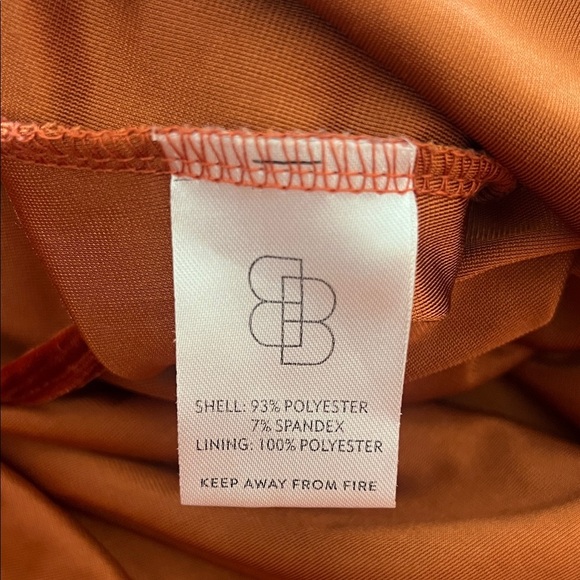 SHELL: 93% POLYESTER
7% SPANDEX
LINING: 100% POLYESTER
KEEP AWAY FROM FIRE